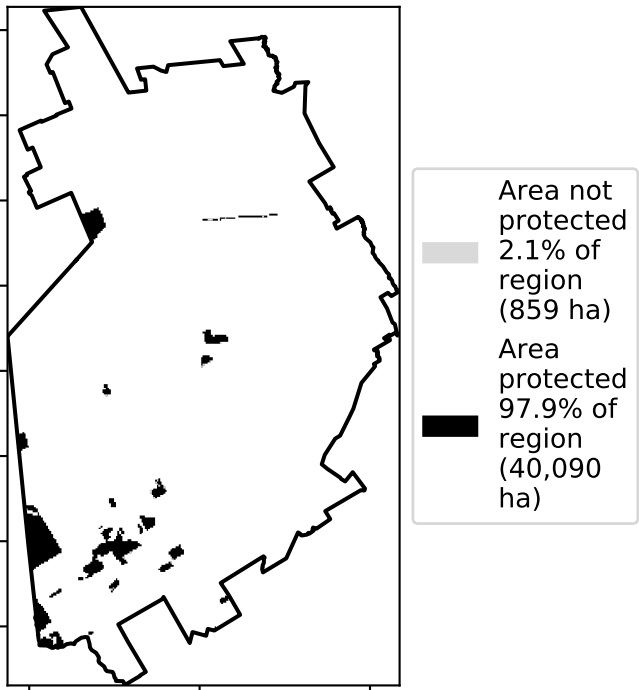 Area not
protected
2.1% of
region
(859 ha)
Area
protected
97.9% of
region
(40,090
ha)